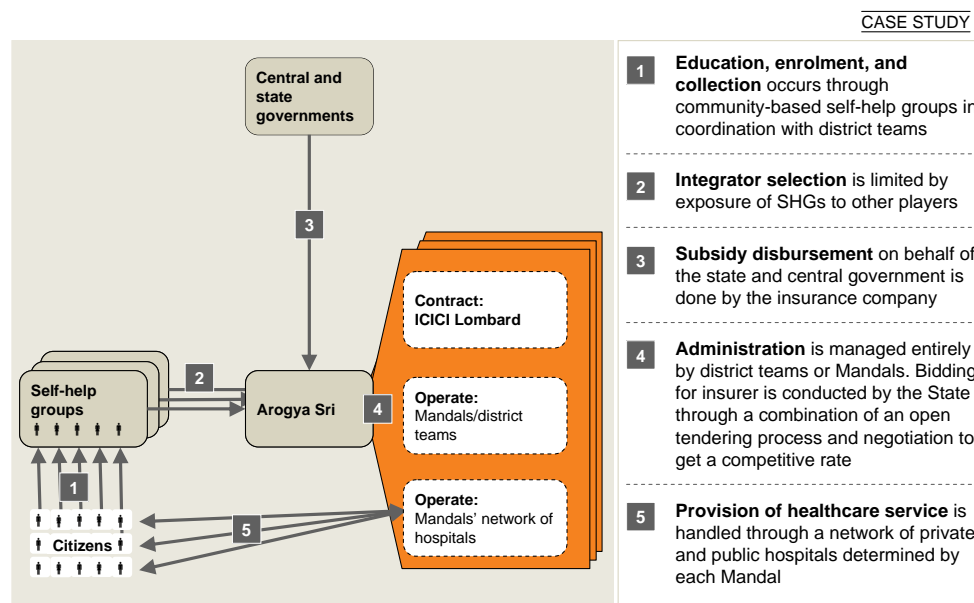 CASE STUDY
Central and
state
governments
3
Contract:
ICICI Lombard
2
Self-help
groups
Arogya Sri
4
Operate:
Mandals/district
teams
1
Operate:
Mandals' network of
hospitals
5
Citizens
1
Education, enrolment, and
collection occurs through
community-based self-help groups in
coordination with district teams
2
Integrator selection is limited by
exposure of SHGs to other players
3
Subsidy disbursement on behalf of
the state and central government is
done by the insurance company
4
Administration is managed entirely
by district teams or Mandals. Bidding
for insurer is conducted by the State
through a combination of an open
tendering process and negotiation to
get a competitive rate
5
Provision of healthcare service is
handled through a network of private
and public hospitals determined by
each Mandal